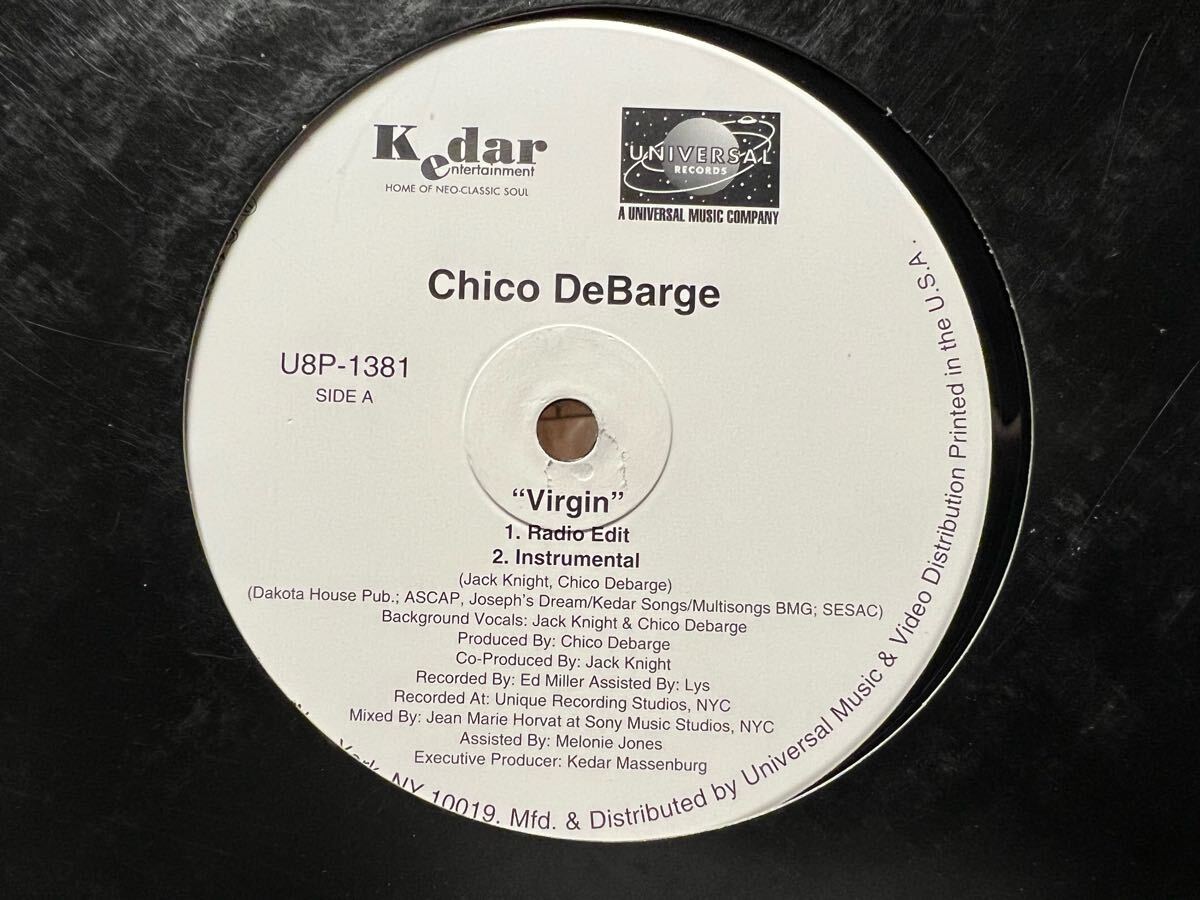 Kedar
entertainment
HOME OF NEO-CLASSIC SOUL
UNIVERSAL
RECORDS
A UNIVERSAL MUSIC COMPANY
Chico DeBarge
U8P-1381
SIDE A
“Virgin”
1. Radio Edit
2. Instrumental
(Jack Knight, Chico Debarge)
(Dakota House Pub.; ASCAP, Joseph's Dream/Kedar Songs/Multisongs BMG; SESAC)
Background Vocals: Jack Knight & Chico Debarge
Produced By: Chico Debarge
Co-Produced By: Jack Knight
Recorded By: Ed Miller Assisted By: Lys
Recorded At: Unique Recording Studios, NYC
Mixed By: Jean Marie Horvat at Sony Music Studios, NYC
Assisted By: Melonie Jones
Executive Producer: Kedar Massenburg
York, NY 10019. Mfd. & Distributed by Universal Music & Video Distribution Printed in the U.S.A.